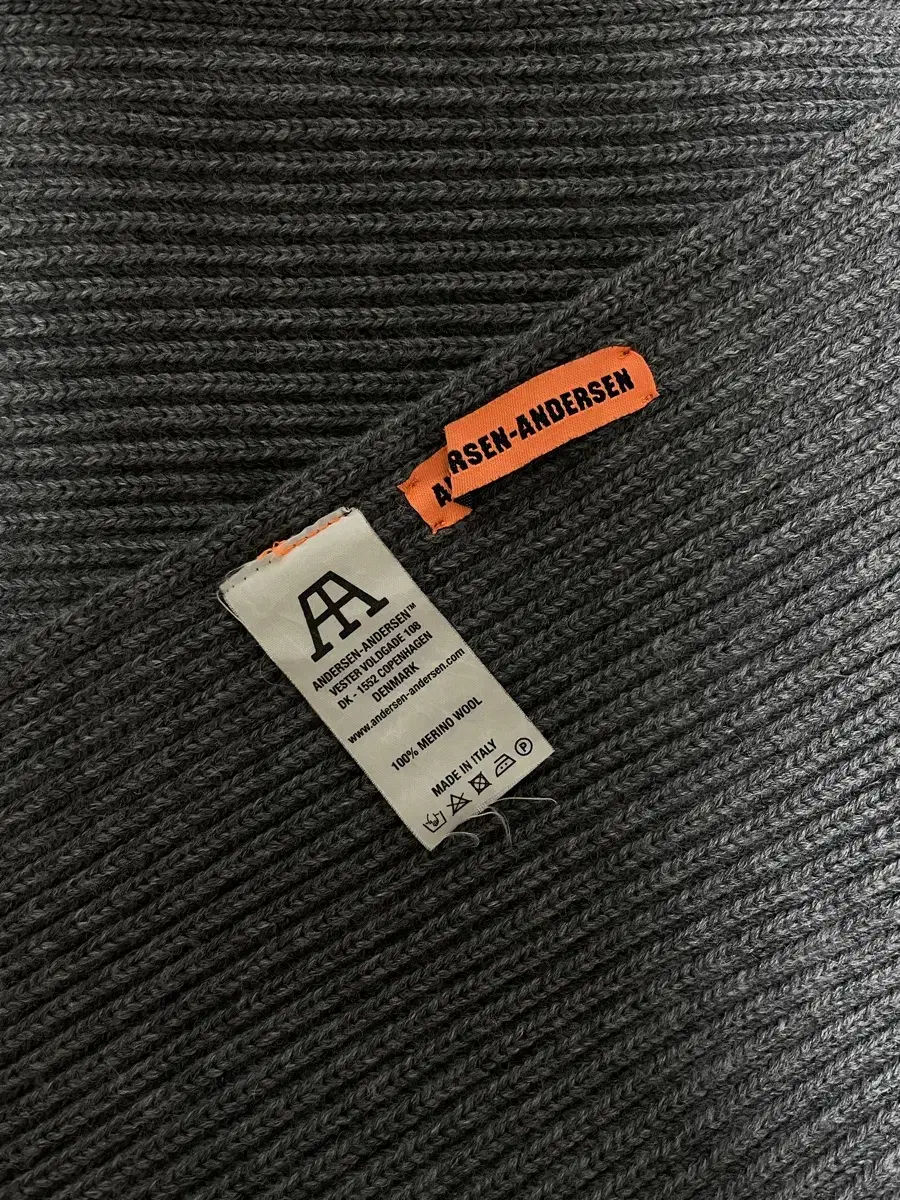 ANDERSEN-ANDERSEN
AA
ANDERSEN-ANDERSEN™
VESTER VOLDGADE 108
DK - 1552 COPENHAGEN
DENMARK
www.andersen-andersen.com
100% MERINO WOOL
MADE IN ITALY
P